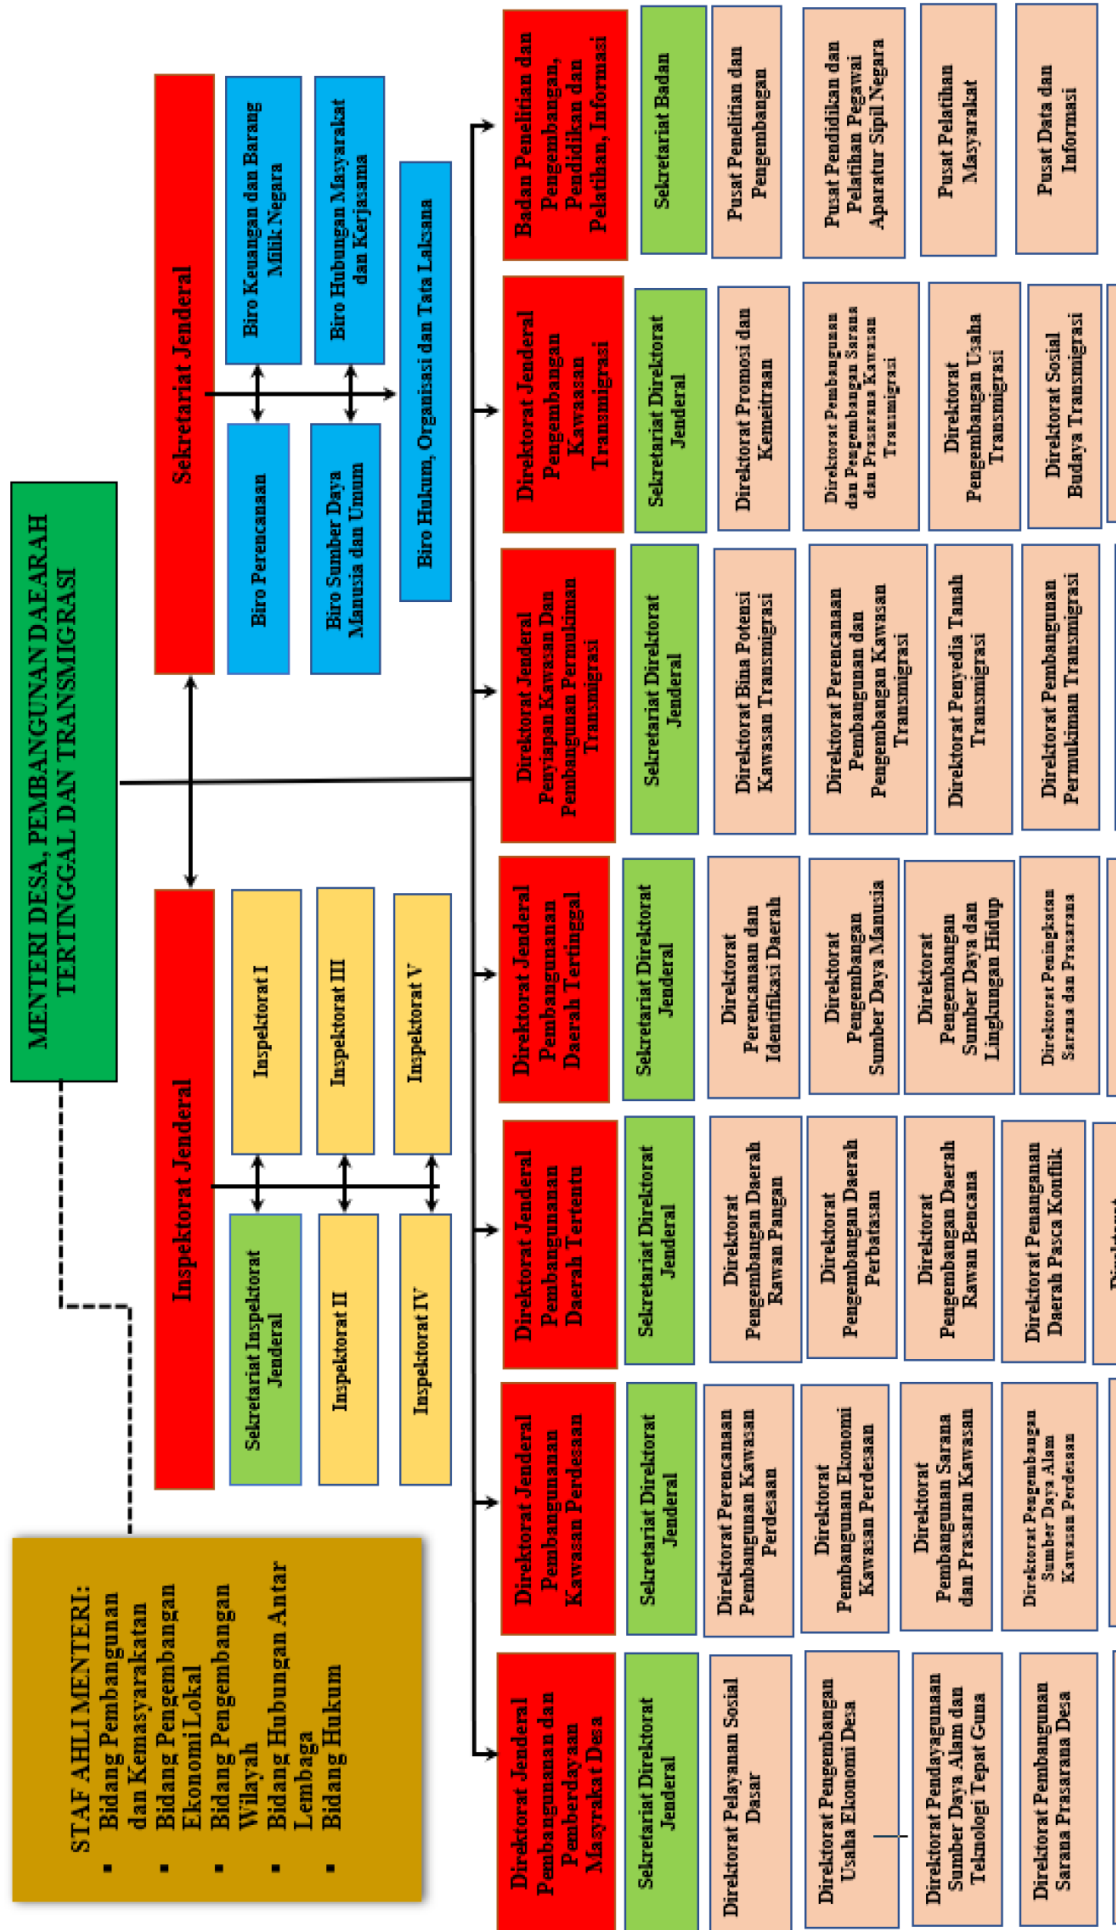 MENTERI DESA, PEMBANGUNAN DAEARAH
TERTINGGAL DAN TRANSMIGRASI
STAF AHLI MENTERI:
▪ Bidang Pembangunan
dan Kemasyarakatan
▪ Bidang Pengembangan
Ekonomi Lokal
▪ Bidang Pengembangan
Wilayah
▪ Bidang Hubungan Antar
Lembaga
▪ Bidang Hukum
Inspektorat Jenderal
Sekretariat Inspektorat
Jenderal
Inspektorat I
Inspektorat II
Inspektorat III
Inspektorat IV
Inspektorat V
Sekretariat Jenderal
Biro Perencanaan
Biro Keuangan dan Barang
Milik Negara
Biro Sumber Daya
Manusia dan Umum
Biro Hubungan Masyarakat
dan Kerjasama
Biro Hukum, Organisasi dan Tata Laksana
Direktorat Jenderal
Pembangunan dan
Pemberdayaan
Masyrakat Desa
Sekretariat Direktorat
Jenderal
Direktorat Pelayanan Sosial
Dasar
Direktorat Pengembangan
Usaha Ekonomi Desa
Direktorat Pendayagunaan
Sumber Daya Alam dan
Teknologi Tepat Guna
Direktorat Pembangunan
Sarana Prasarana Desa
Direktorat Jenderal
Pembangunanan
Kawasan Perdesaan
Sekretariat Direktorat
Jenderal
Direktorat Perencanaan
Pembangunan Kawasan
Perdesaan
Direktorat
Pembangunan Ekonomi
Kawasan Perdesaan
Direktorat
Pembangunan Sarana
dan Prasaran Kawasan
Direktorat Pengembangan
Sumber Daya Alam
Kawasan Perdesaan
Direktorat Jenderal
Pembangunanan
Daerah Tertentu
Sekretariat Direktorat
Jenderal
Direktorat
Pengembangan Daerah
Rawan Pangan
Direktorat
Pengembangan Daerah
Perbatasan
Direktorat
Pengembangan Daerah
Rawan Bencana
Direktorat Penanganan
Daerah Pasca Konflik
Direktorat Jenderal
Pembangunanan
Daerah Tertinggal
Sekretariat Direktorat
Jenderal
Direktorat
Perencanaan dan
Identifikasi Daerah
Direktorat
Pengembangan
Sumber Daya Manusia
Direktorat
Pengembangan
Sumber Daya dan
Lingkungan Hidup
Direktorat Peningkatan
Sarana dan Prasarana
Direktorat Jenderal
Penyiapan Kawasan Dan
Pembangunan Permukiman
Transmigrasi
Sekretariat Direktorat
Jenderal
Direktorat Bina Potensi
Kawasan Transmigrasi
Direktorat Perencanaan
Pembangunan dan
Pengembangan Kawasan
Transmigrasi
Direktorat Penyedia Tanah
Transmigrasi
Direktorat Pembangunan
Permukiman Transmigrasi
Direktorat Jenderal
Pengembangan
Kawaasan
Transmigrasi
Sekretariat Direktorat
Jenderal
Direktorat Promosi dan
Kemeitraan
Direktorat Pembangunan
dan Pengembangan Sarana
dan Prasarana Kawasan
Transmigrasi
Direktorat
Pengembangan Usaha
Transmigrasi
Direktorat Sosial
Budaya Transmigrasi
Badan Penelitian dan
Pengembangan,
Pendidikan dan
Pelatihan, Informasi
Sekretariat Badan
Pusat Penelitian dan
Pengembangan
Pusat Pendidikan dan
Pelatihan Pegawai
Aparatur Sipil Negara
Pusat Pelatihan
Masyarakat
Pusat Data dan
Informasi